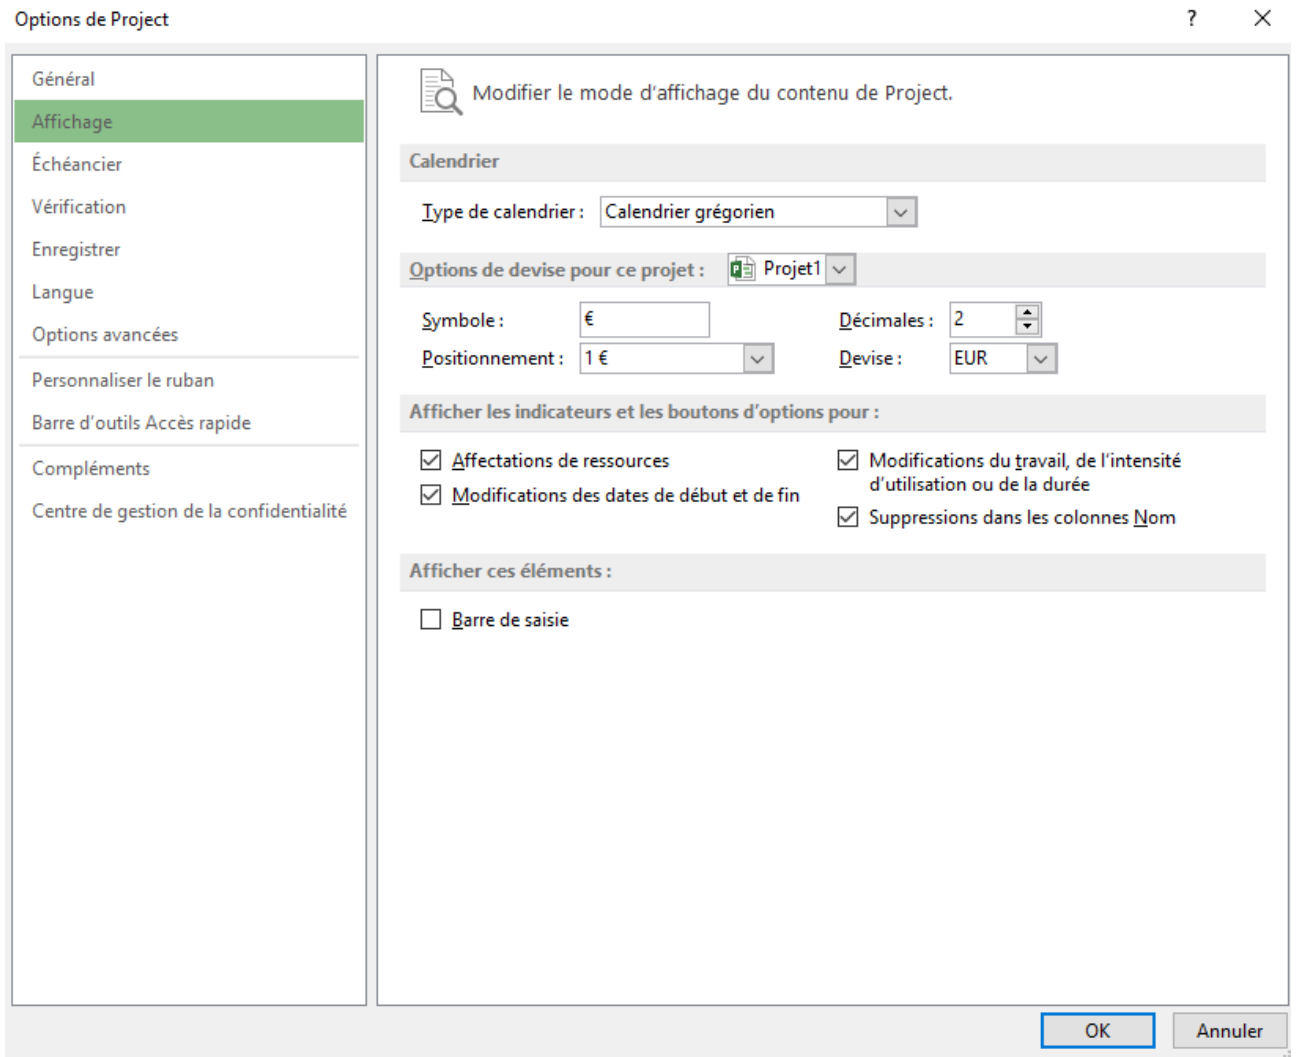 Options de Project
?
Général
Affichage
Échéancier
Vérification
Enregistrer
Langue
Options avancées
Personnaliser le ruban
Barre d'outils Accès rapide
Compléments
Centre de gestion de la confidentialité
Modifier le mode d'affichage du contenu de Project.
Calendrier
Type de calendrier : Calendrier grégorien
Options de devise pour ce projet : Projet1
Symbole : € Décimales : 2
Positionnement : 1 € Devise : EUR
Afficher les indicateurs et les boutons d'options pour :
Affectations de ressources
Modifications des dates de début et de fin
Modifications du travail, de l'intensité
d'utilisation ou de la durée
Suppressions dans les colonnes Nom
Afficher ces éléments :
Barre de saisie
OK Annuler